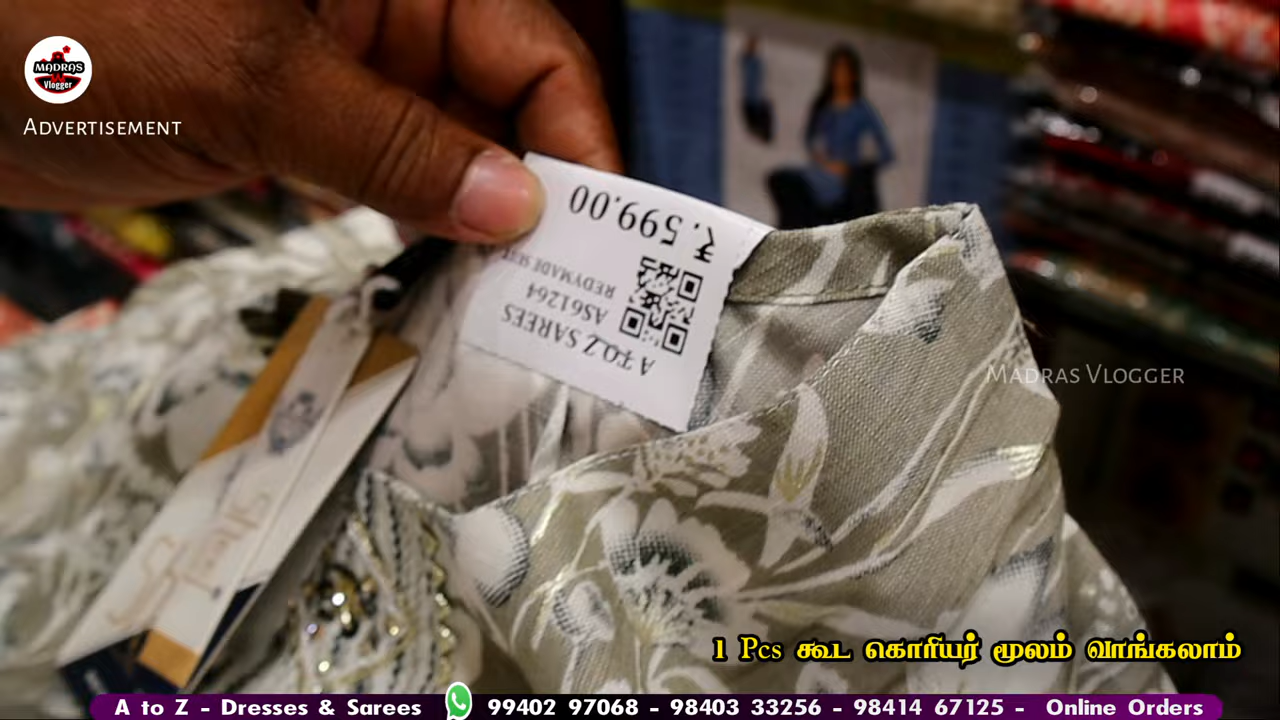 MADRAS
Vlogger
ADVERTISEMENT
₹. 599.00
REDYMADE
AS61264
A TO Z SAREES
MADRAS VLOGGER
1 Pcs கூட கொரியர் மூலம் வாங்கலாம்
A to Z - Dresses & Sarees 99402 97068 - 98403 33256 - 98414 67125 - Online Orders